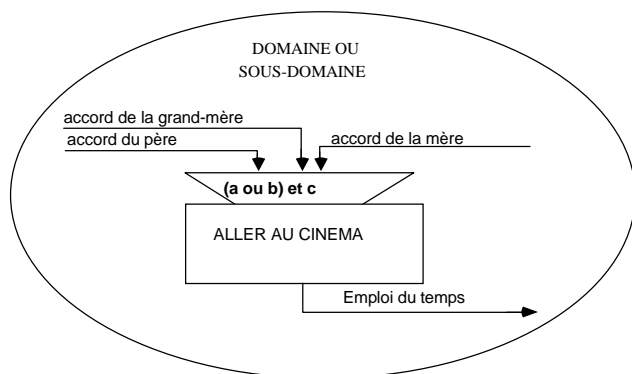 DOMAINE OU
SOUS-DOMAINE
accord de la grand-mère
accord du père
accord de la mère
(a ou b) et c
ALLER AU CINEMA
Emploi du temps